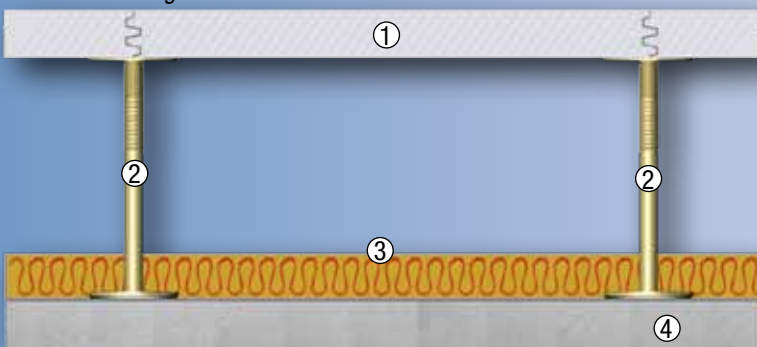 ①
② ②
③
④